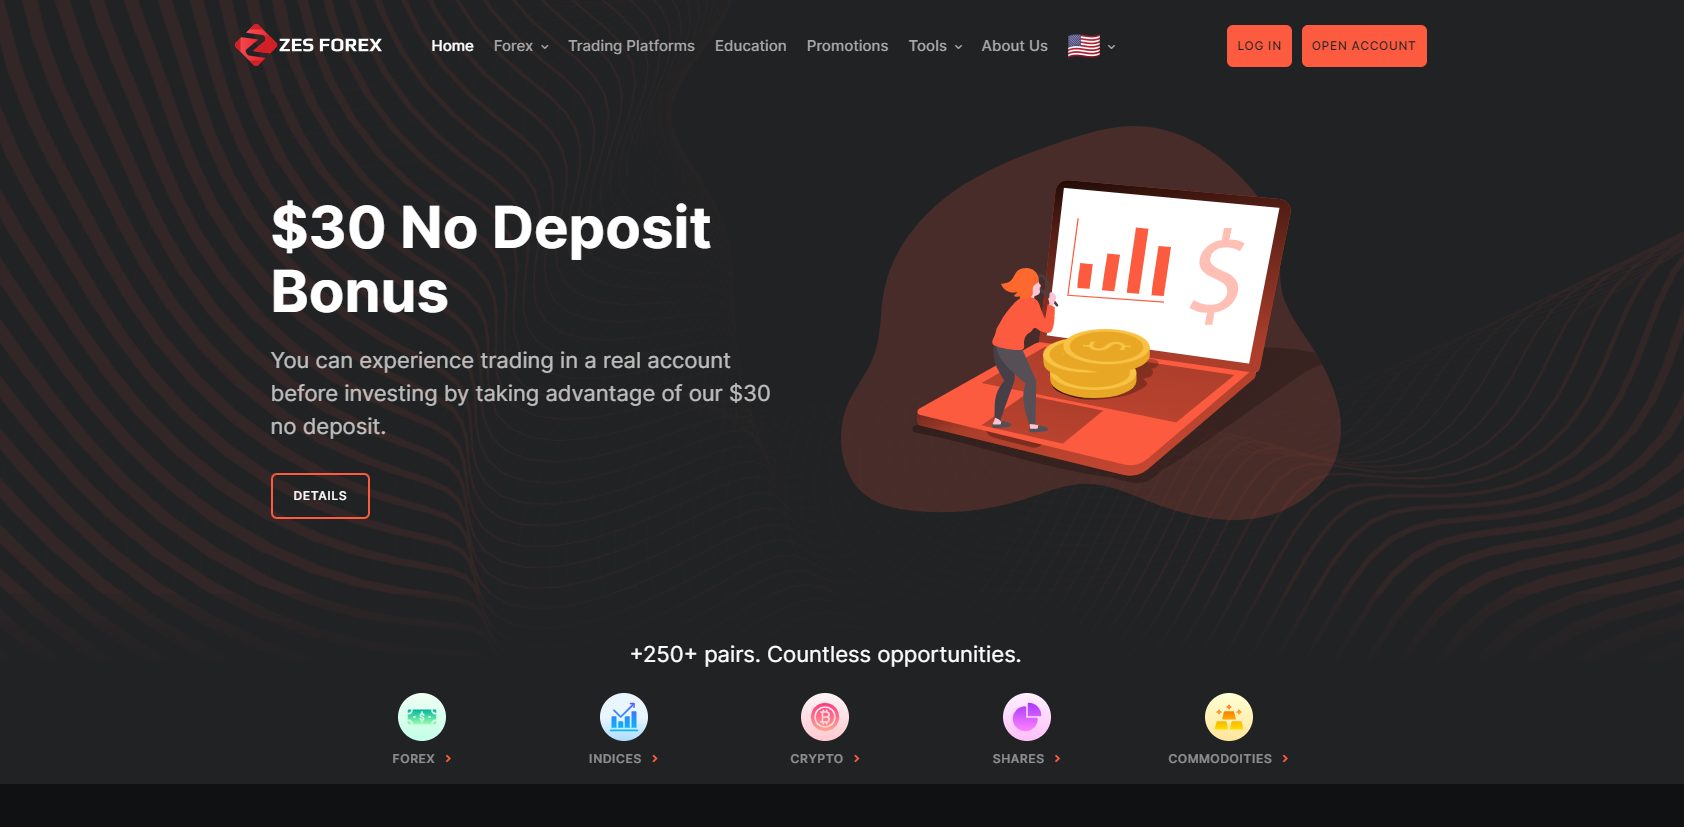 ZES FOREX
Home
Forex
Trading Platforms
Education
Promotions
Tools
About Us
LOG IN
OPEN ACCOUNT
$30 No Deposit
Bonus
You can experience trading in a real account
before investing by taking advantage of our $30
no deposit.
DETAILS
$
+250+ pairs. Countless opportunities.
FOREX
INDICES
CRYPTO
SHARES
COMMODOITIES